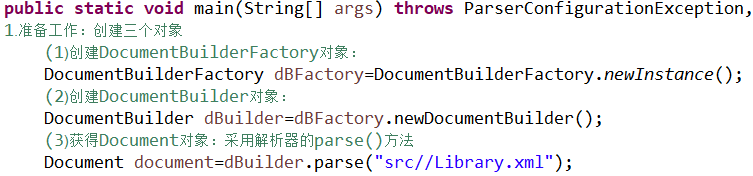 public static void main(String[] args) throws ParserConfigurationException,
1.准备工作：创建三个对象
(1)创建DocumentBuilderFactory对象：
DocumentBuilderFactory dBFactory=DocumentBuilderFactory.newInstance();
(2)创建DocumentBuilder对象：
DocumentBuilder dBuilder=dBFactory.newDocumentBuilder();
(3)获得Document对象：采用解析器的parse()方法
Document document=dBuilder.parse("src//Library.xml");